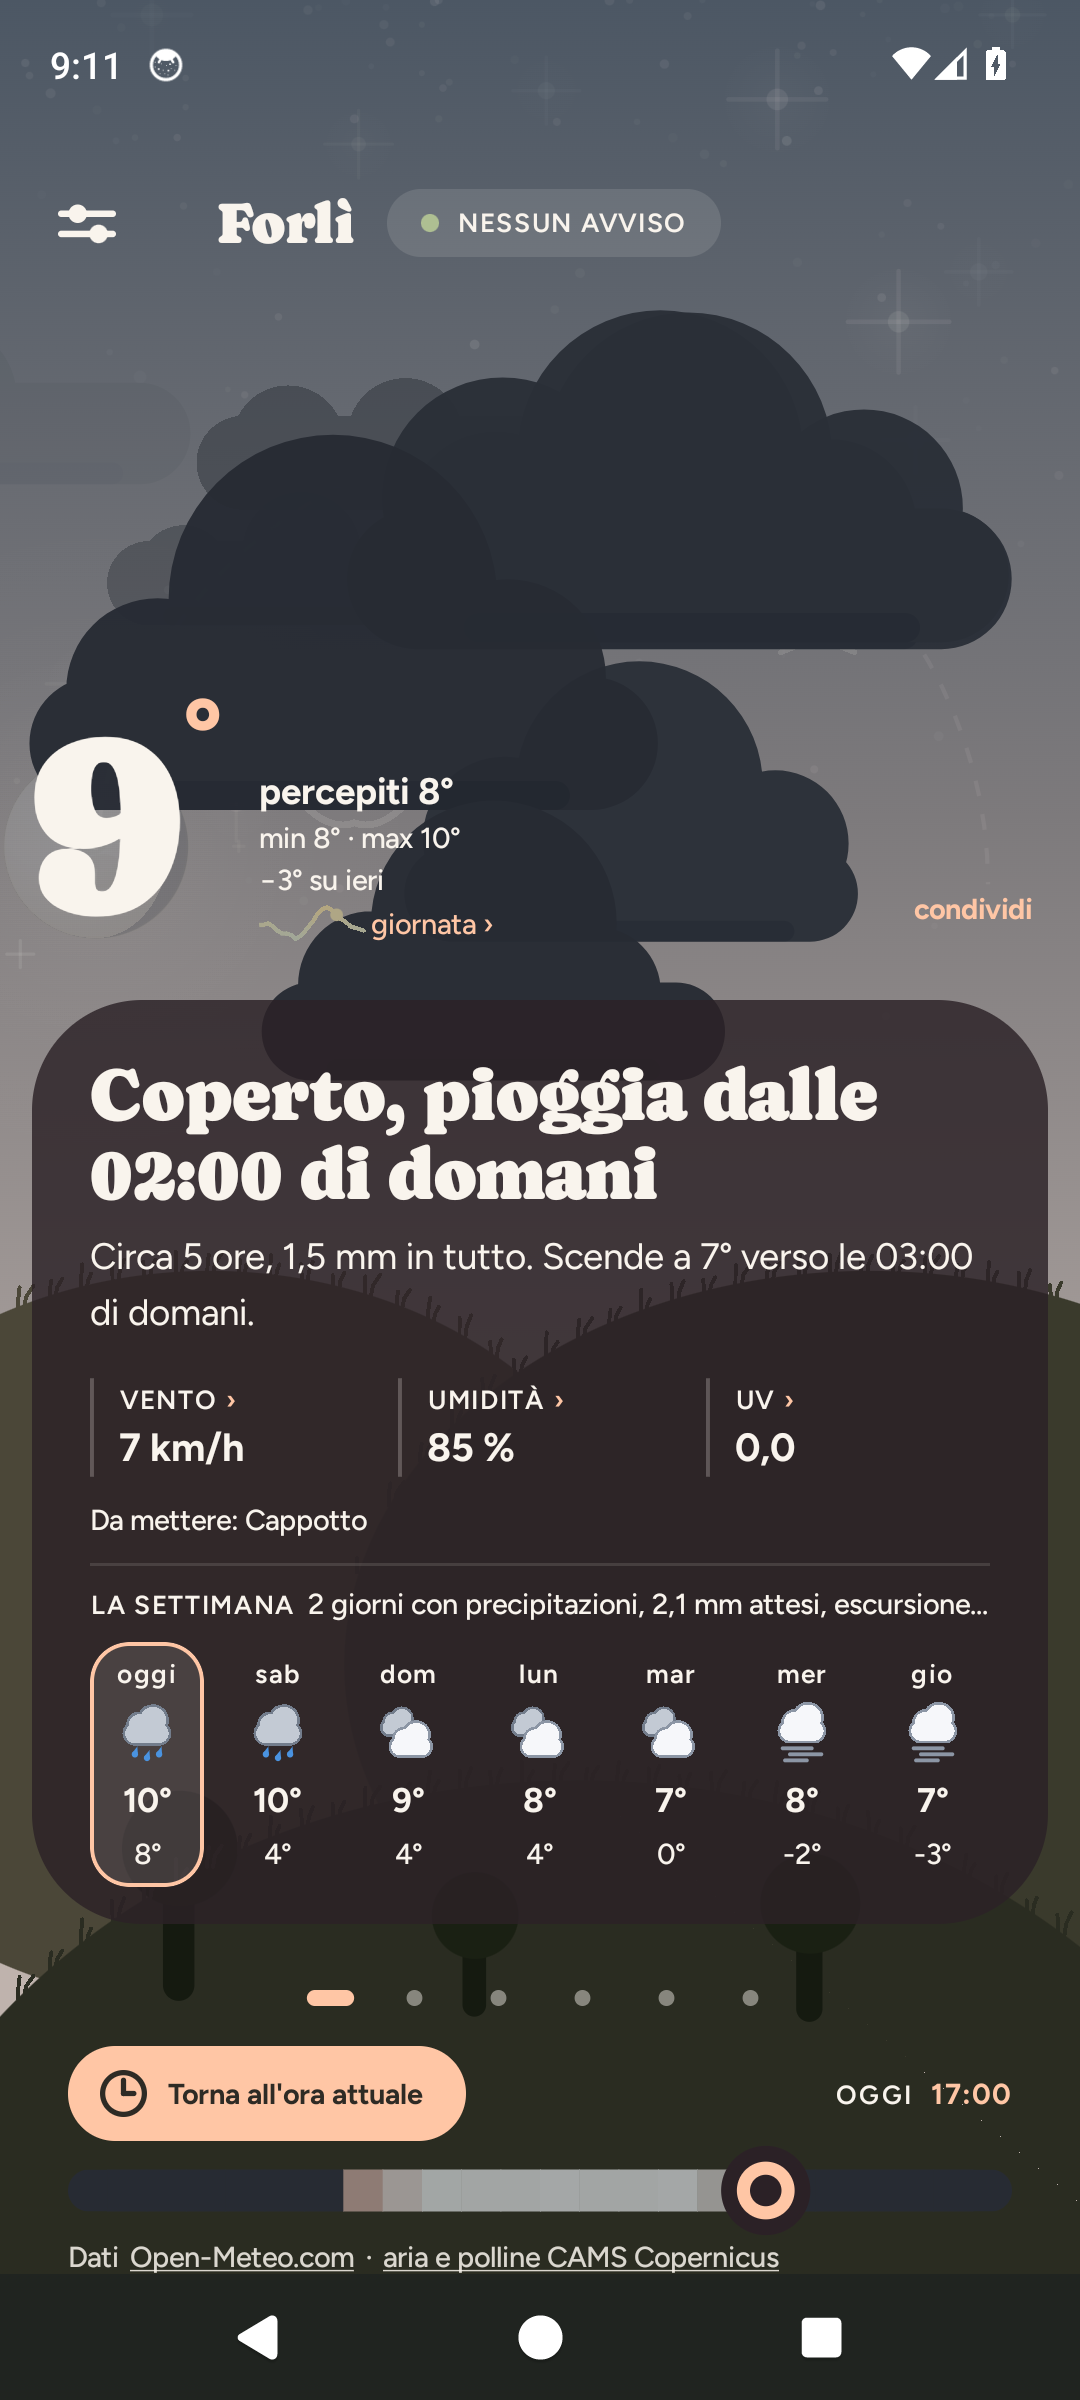 9:11
Forlì
NESSUN AVVISO
9
percepiti 8°
min 8° · max 10°
−3° su ieri
giornata ›
condividi
Coperto, pioggia dalle
02:00 di domani
Circa 5 ore, 1,5 mm in tutto. Scende a 7° verso le 03:00
di domani.
VENTO › UMIDITÀ › UV ›
7 km/h 85 % 0,0
Da mettere: Cappotto
LA SETTIMANA 2 giorni con precipitazioni, 2,1 mm attesi, escursione...
oggi sab dom lun mar mer gio
10° 10° 9° 8° 7° 8° 7°
8° 4° 4° 4° 0° -2° -3°
Torna all'ora attuale
OGGI 17:00
Dati Open-Meteo.com · aria e polline CAMS Copernicus